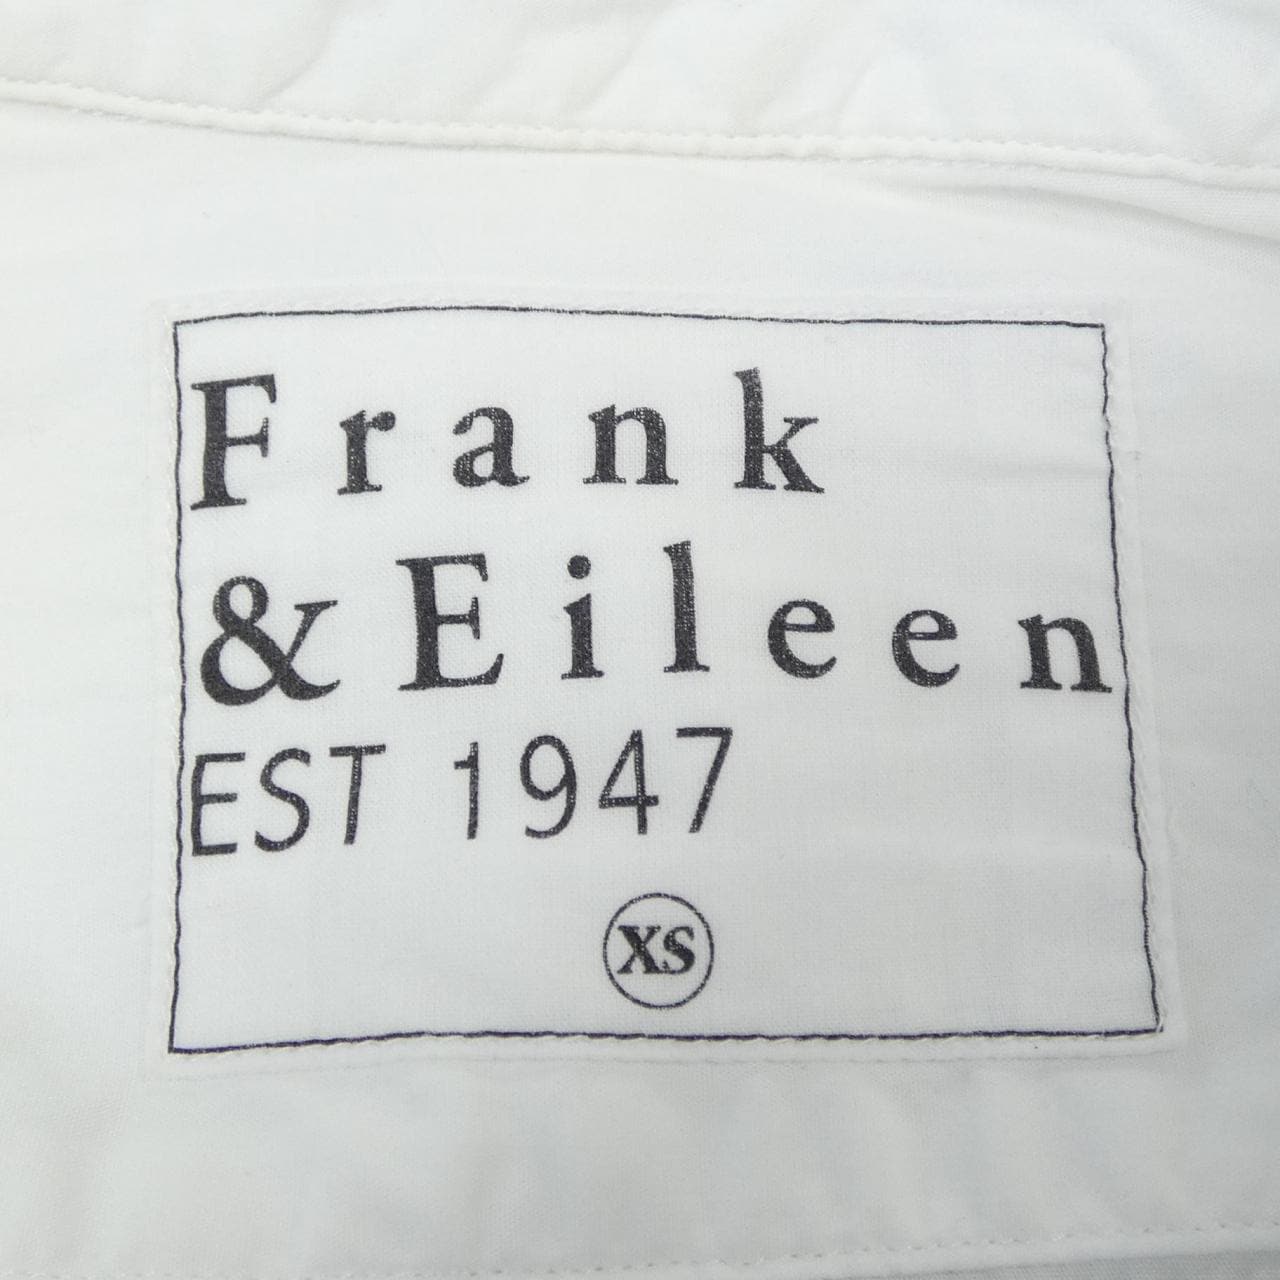 Frank
& Eileen
EST 1947
XS